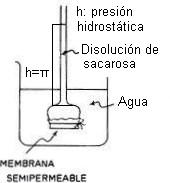 h: presión
hidrostática
Disolución de
sacarosa
h=π
Agua
MEMBRANA
SEMIPERMEABLE